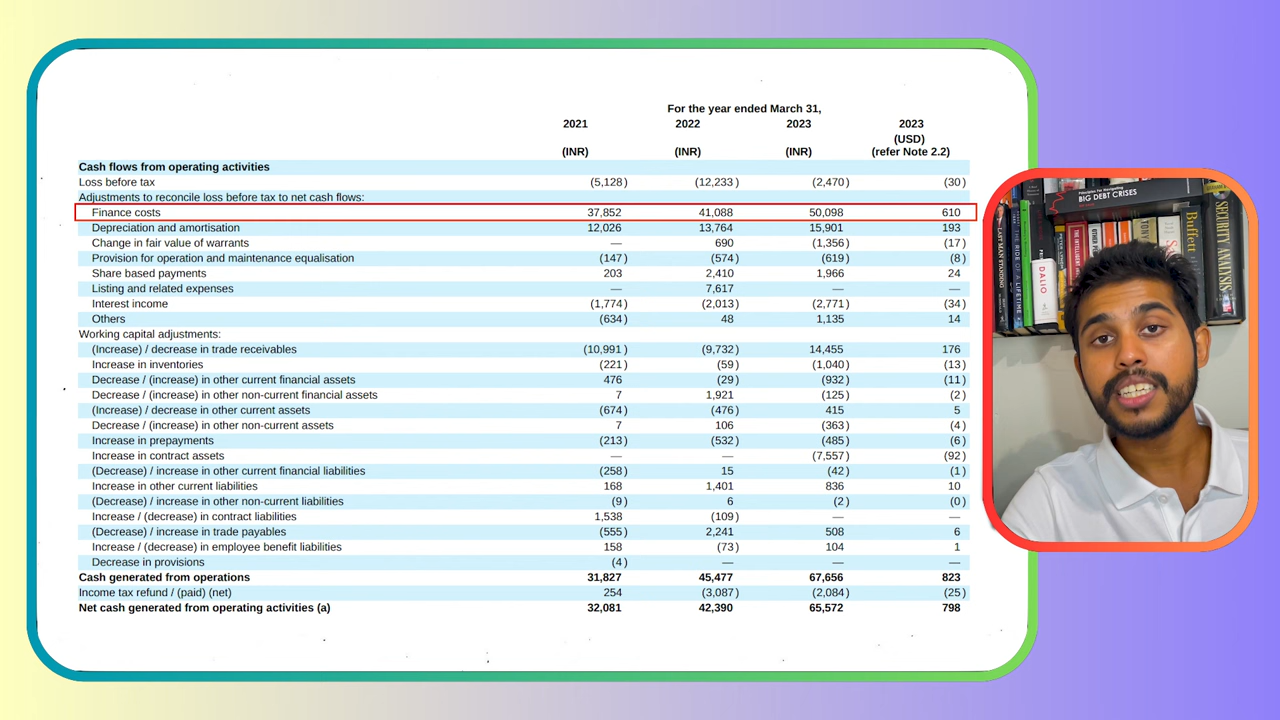 For the year ended March 31,
2021 2022 2023 2023
(USD)
(INR) (INR) (INR) (refer Note 2.2)
Cash flows from operating activities
Loss before tax (5,128) (12,233) (2,470) (30)
Adjustments to reconcile loss before tax to net cash flows:
Finance costs 37,852 41,088 50,098 610
Depreciation and amortisation 12,026 13,764 15,901 193
Change in fair value of warrants — 690 (1,356) (17)
Provision for operation and maintenance equalisation (147) (574) (619) (8)
Share based payments 203 2,410 1,966 24
Listing and related expenses — 7,617 — —
Interest income (1,774) (2,013) (2,771) (34)
Others (634) 48 1,135 14
Working capital adjustments:
(Increase) / decrease in trade receivables (10,991) (9,732) 14,455 176
Increase in inventories (221) (59) (1,040) (13)
Decrease / (increase) in other current financial assets 476 (29) (932) (11)
Decrease / (increase) in other non-current financial assets 7 1,921 (125) (2)
(Increase) / decrease in other current assets (674) (476) 415 5
Decrease / (increase) in other non-current assets 7 106 (363) (4)
Increase in prepayments (213) (532) (485) (6)
Increase in contract assets — — (7,557) (92)
(Decrease) / increase in other current financial liabilities (258) 15 (42) (1)
Increase in other current liabilities 168 1,401 836 10
(Decrease) / increase in other non-current liabilities (9) 6 (2) (0)
Increase / (decrease) in contract liabilities 1,538 (109) — —
(Decrease) / increase in trade payables (555) 2,241 508 6
Increase / (decrease) in employee benefit liabilities 158 (73) 104 1
Decrease in provisions (4) — — —
Cash generated from operations 31,827 45,477 67,656 823
Income tax refund / (paid) (net) 254 (3,087) (2,084) (25)
Net cash generated from operating activities (a) 32,081 42,390 65,572 798
BIG DEBT CRISES
LAST MAN STANDING
THE RIDE OF A LIFETIME
DALIO
THE INTELLIGENT
Buffett
SECURITY ANALYSIS